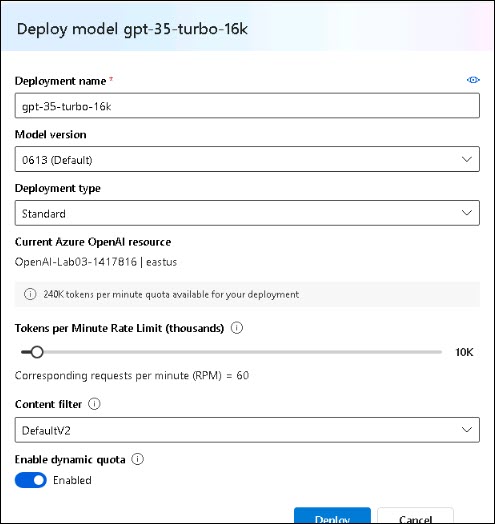 Deploy model gpt-35-turbo-16k
Deployment name *
gpt-35-turbo-16k
Model version
0613 (Default)
Deployment type
Standard
Current Azure OpenAI resource
OpenAI-Lab03-1417816 | eastus
240K tokens per minute quota available for your deployment
Tokens per Minute Rate Limit (thousands)
10K
Corresponding requests per minute (RPM) = 60
Content filter
DefaultV2
Enable dynamic quota
Enabled
Deploy Cancel